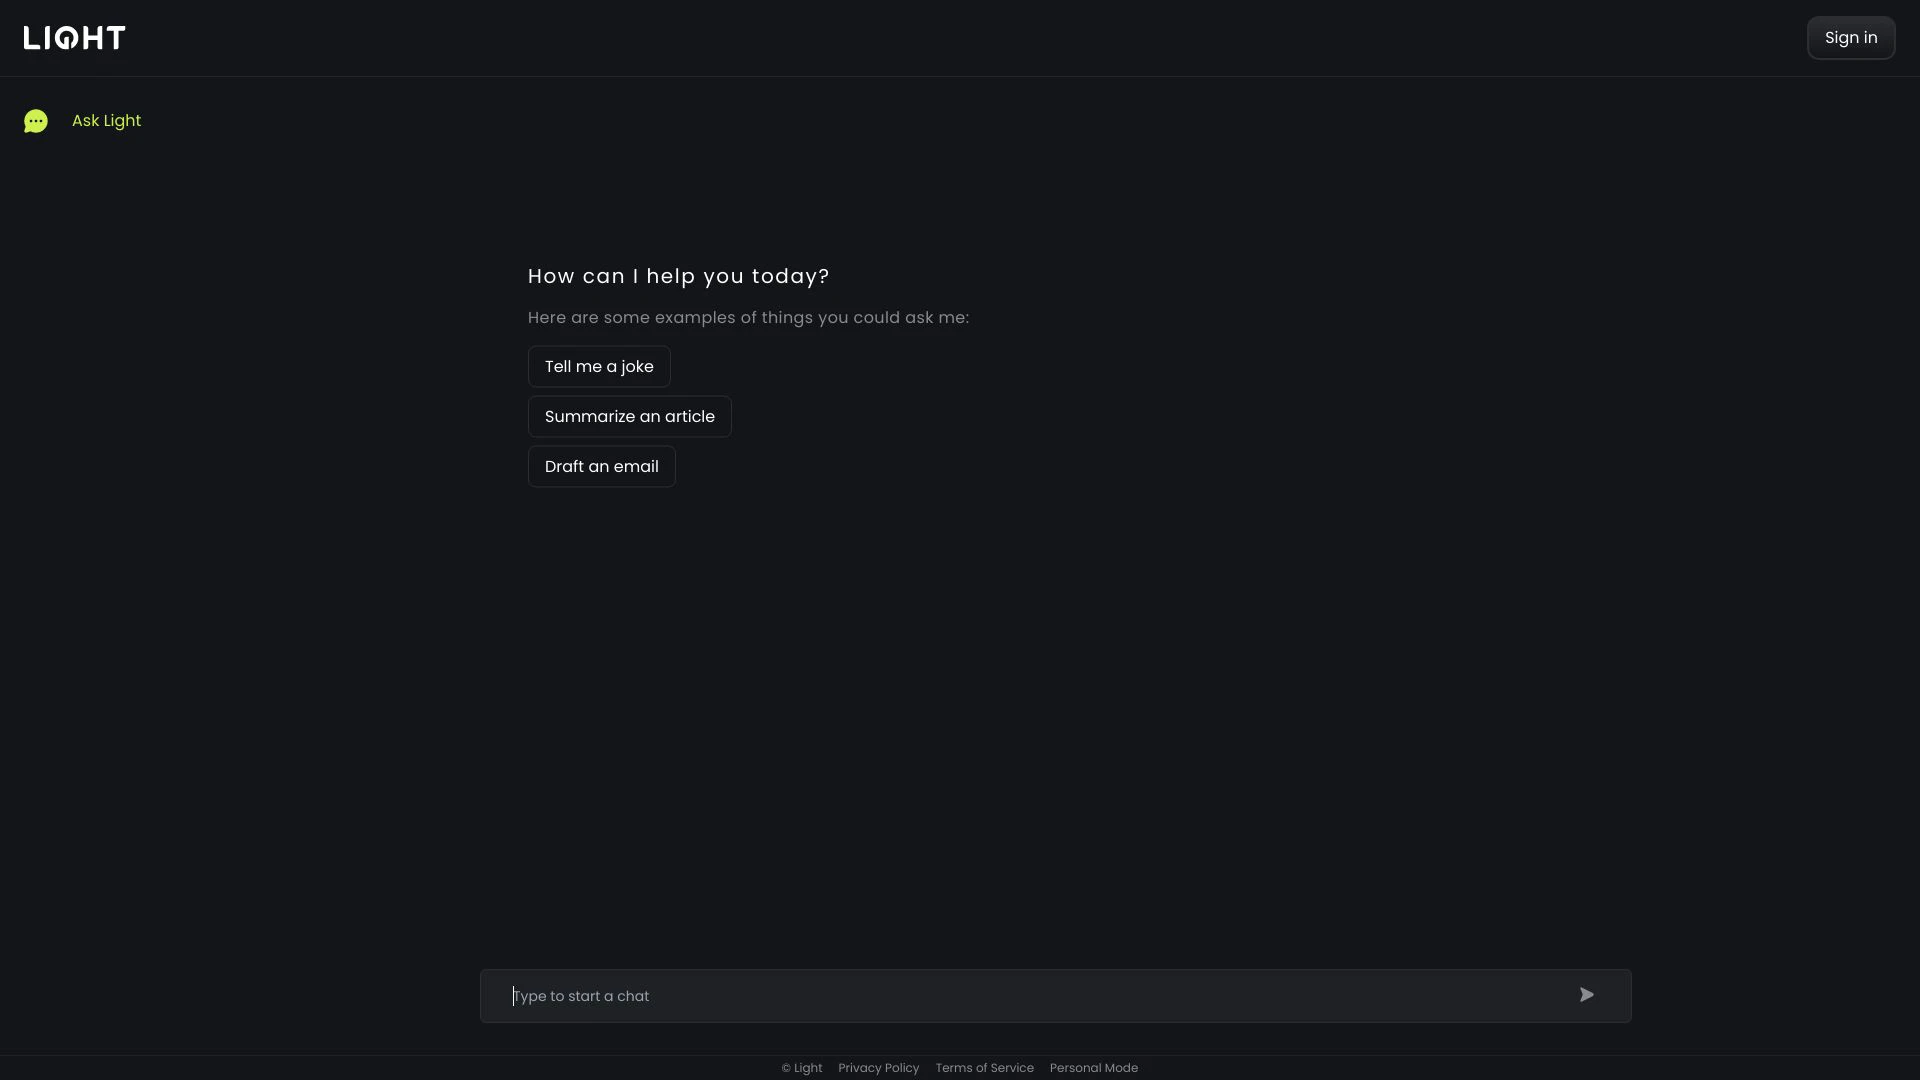 LIGHT
Sign in
Ask Light
How can I help you today?
Here are some examples of things you could ask me:
Tell me a joke
Summarize an article
Draft an email
Type to start a chat
© Light Privacy Policy Terms of Service Personal Mode